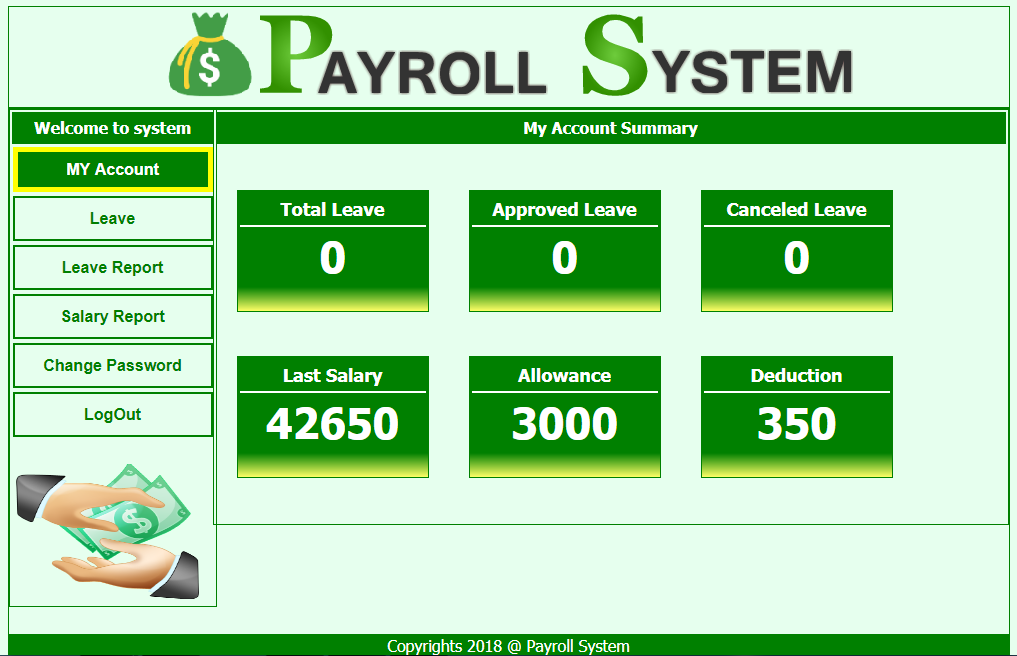 PAYROLL SYSTEM
Welcome to system
My Account Summary
MY Account
Leave
Leave Report
Salary Report
Change Password
LogOut
Total Leave
Approved Leave
Canceled Leave
0
0
0
Last Salary
Allowance
Deduction
42650
3000
350
Copyrights 2018 @ Payroll System